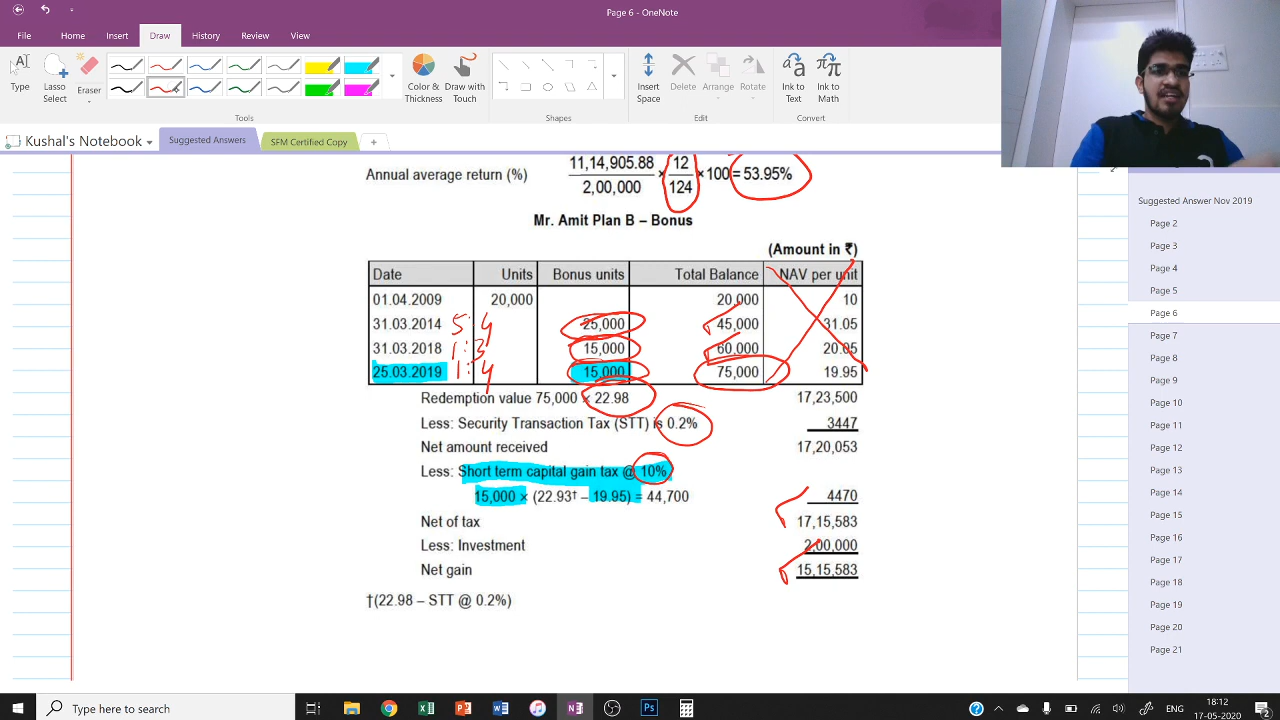 Page 6 - OneNote
File Home Insert Draw History Review View
Type Lasso Select Eraser Color & Thickness Draw with Touch Insert Space Delete Arrange Rotate Ink to Text Ink to Math
Tools Shapes Edit Convert
Kushal's Notebook Suggested Answers SFM Certified Copy +
Annual average return (%) 11,14,905.88 / 2,00,000 × 12 / 124 ×100 = 53.95%
Mr. Amit Plan B – Bonus
(Amount in ₹)
Date Units Bonus units Total Balance NAV per unit
01.04.2009 20,000 20,000 10
31.03.2014 5:4 25,000 45,000 31.05
31.03.2018 1:3 15,000 60,000 20.05
25.03.2019 1:4 15,000 75,000 19.95
Redemption value 75,000 × 22.98 17,23,500
Less: Security Transaction Tax (STT) is 0.2% 3447
Net amount received 17,20,053
Less: Short term capital gain tax @ 10%
15,000 × (22.93† – 19.95) = 44,700 4470
Net of tax 17,15,583
Less: Investment 2,00,000
Net gain 15,15,583
†(22.98 – STT @ 0.2%)
Suggested Answer Nov 2019
Page 2
Page 3
Page 4
Page 5
Page 6
Page 7
Page 8
Page 9
Page 10
Page 11
Page 12
Page 13
Page 14
Page 15
Page 16
Page 17
Page 18
Page 19
Page 20
Page 21
Type here to search
18:12
17-05-2020